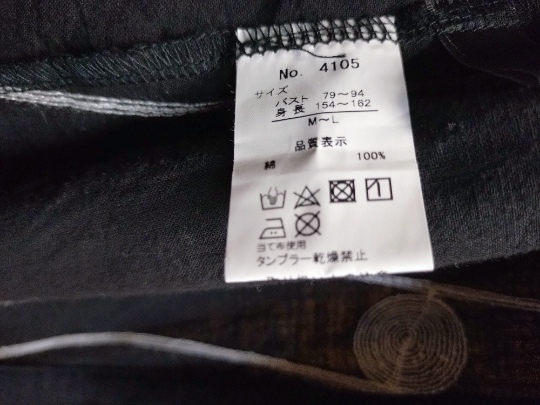 No. 4105
サイズ
バスト 79～94
身長 154～162
M～L
品質表示
綿 100%
当て布使用
タンブラー乾燥禁止